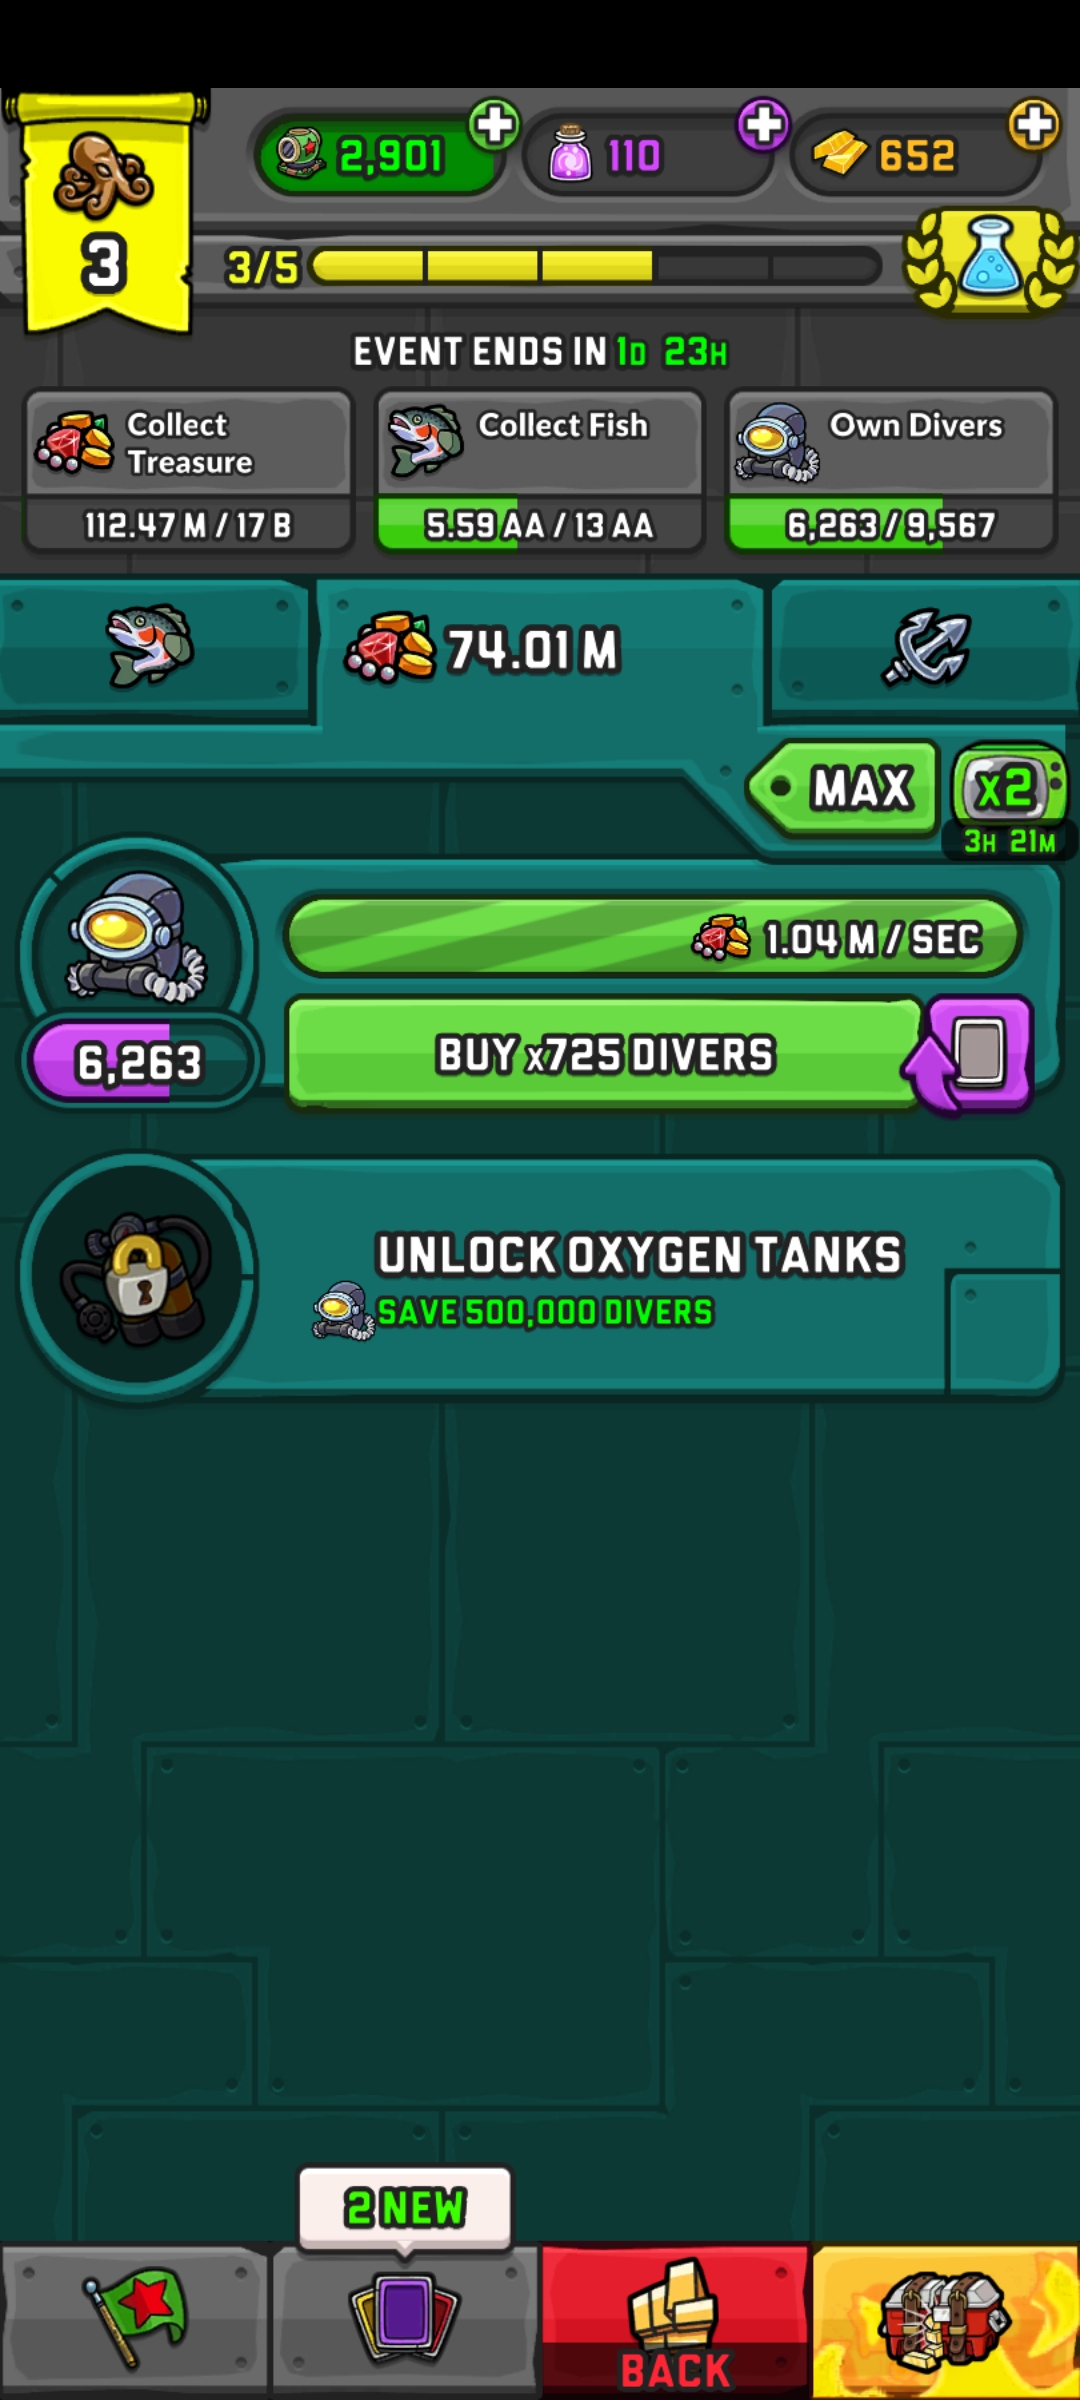 2,901
110
652
3
3/5
EVENT ENDS IN 1D 23H
Collect Treasure
112.47 M / 17 B
Collect Fish
5.59 AA / 13 AA
Own Divers
6,263 / 9,567
74.01 M
MAX
x2
3H 21M
1.04 M / SEC
6,263
BUY x725 DIVERS
UNLOCK OXYGEN TANKS
SAVE 500,000 DIVERS
2 NEW
BACK